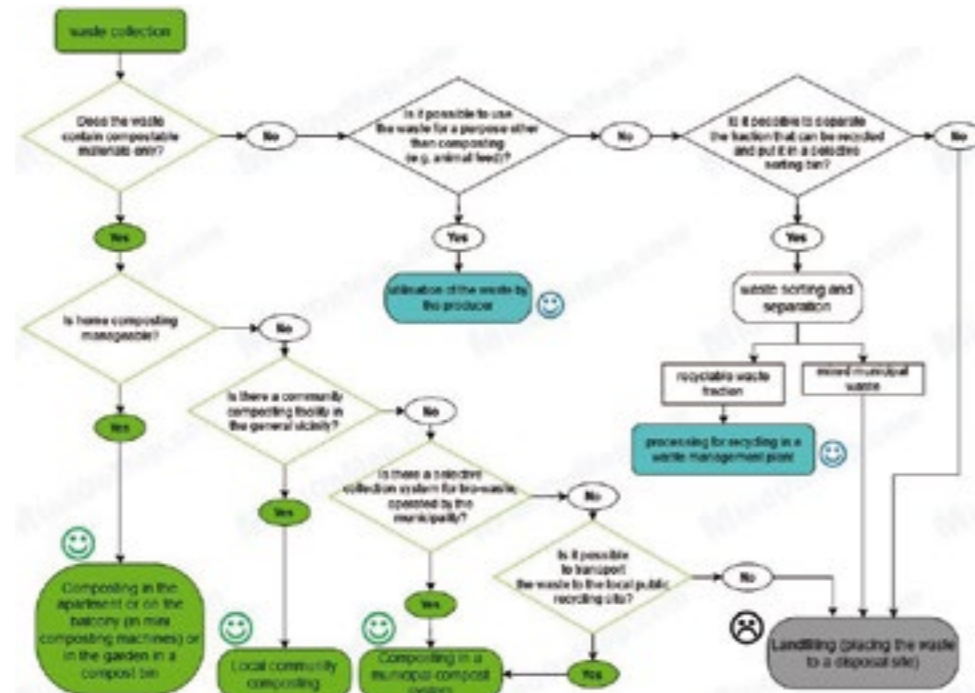 waste collection
Does the waste
contain compostable
materials only?
No
Is it possible to use
the waste for a purpose other
than composting
(e.g. animal feed)?
No
Is it possible to separate
the fraction that can be recycled
and put it in a selective
sorting bin?
No
Yes
Yes
Yes
utilisation of the waste by
the producer
waste sorting and
separation
Is home composting
manageable?
No
recyclable waste
fraction
mixed municipal
waste
Is there a community
composting facility in
the general vicinity?
No
Yes
processing for recycling in a
waste management plant
Is there a selective
collection system for bio-waste,
operated by the
municipality?
No
Yes
Is it possible
to transport
the waste to the local public
recycling site?
No
Yes
Composting in the
apartment or on the
balcony (in mini
composting machines) or
in the garden in a
compost bin
Local community
composting
Composting in a
municipal compost
Yes
Landfilling (placing the waste
to a disposal site)